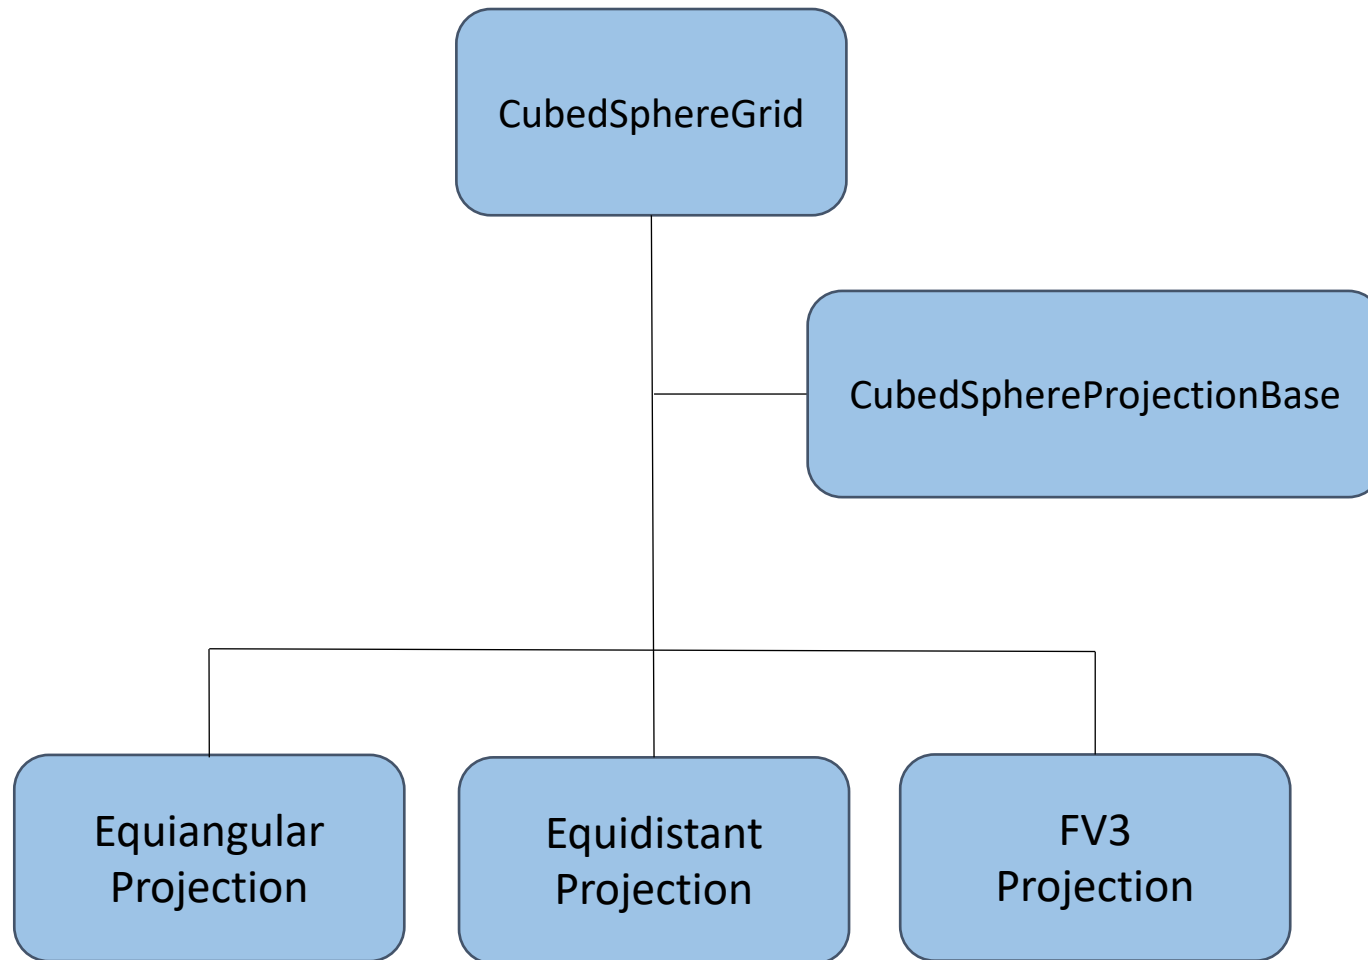 CubedSphereGrid
CubedSphereProjectionBase
Equiangular
Projection
Equidistant
Projection
FV3
Projection